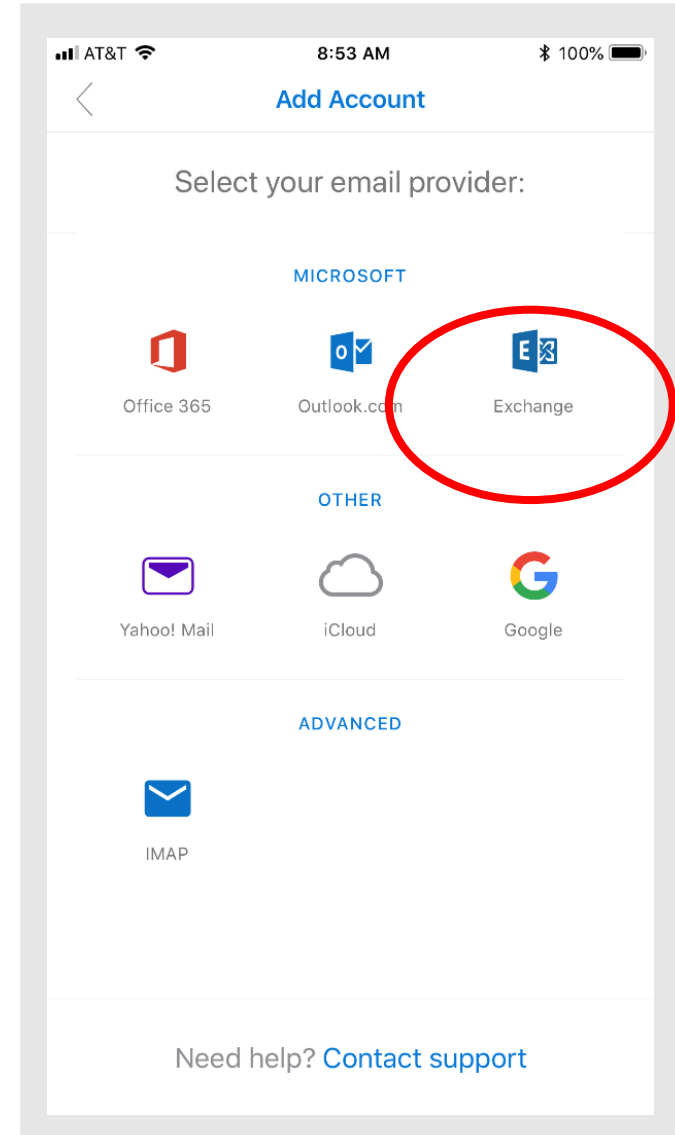 AT&T 8:53 AM 100%
Add Account
Select your email provider:
MICROSOFT
Office 365 Outlook.com Exchange
OTHER
Yahoo! Mail iCloud Google
ADVANCED
IMAP
Need help? Contact support